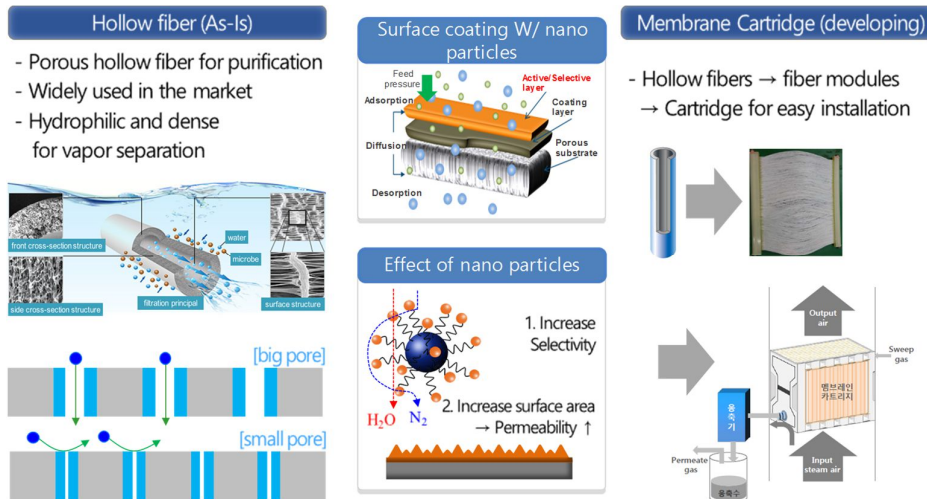 Hollow fiber (As-Is)
- Porous hollow fiber for purification
- Widely used in the market
- Hydrophilic and dense
for vapor separation
front cross-section structure
side cross-section structure
water
microbe
filtration principal
surface structure
[big pore]
[small pore]
Surface coating W/ nano
particles
Feed
pressure
Active/Selective
layer
Adsorption
Coating
layer
Diffusion
Porous
substrate
Desorption
Effect of nano particles
1. Increase
Selectivity
H₂O
N₂
2. Increase surface area
→ Permeability ↑
Membrane Cartridge (developing)
- Hollow fibers → fiber modules
→ Cartridge for easy installation
Output
air
Sweep
gas
멤브레인
카트리지
응축기
Permeate
gas
Input
steam air
응축수